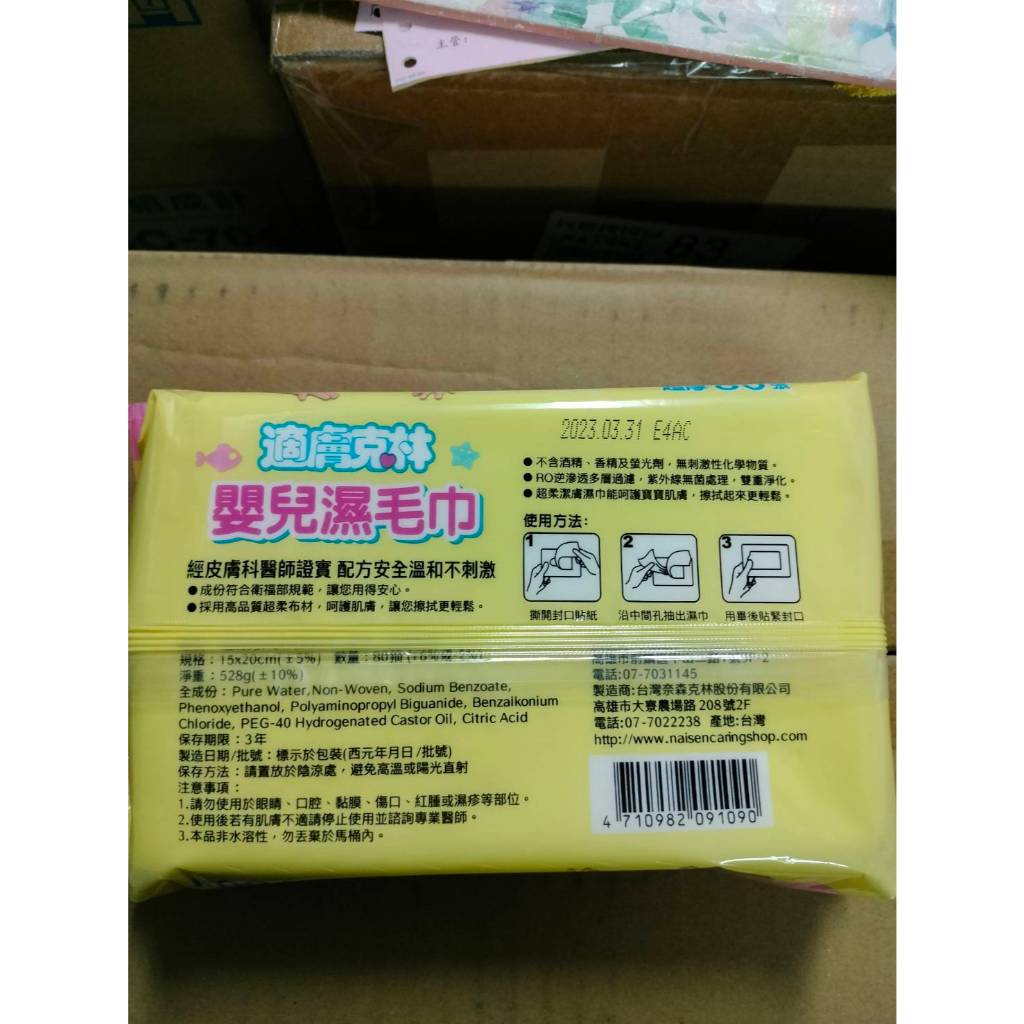 主管:
83
適膚克林
嬰兒濕毛巾
經皮膚科醫師證實 配方安全溫和不刺激
●成份符合衛福部規範，讓您用得安心。
●採用高品質超柔布材，呵護肌膚，讓您擦拭更輕鬆。
2023.03.31 E4AC
●不含酒精、香精及螢光劑，無刺激性化學物質。
●RO逆滲透多層過濾，紫外線無菌處理，雙重淨化。
●超柔潔膚濕巾能呵護寶寶肌膚，擦拭起來更輕鬆。
使用方法:
1 2 3
撕開封口貼紙 沿中間孔抽出濕巾 用畢後貼緊封口
規格：15x20cm(±5%) 數量：80抽
淨重：528g(±10%)
全成份：Pure Water,Non-Woven, Sodium Benzoate,
Phenoxyethanol, Polyaminopropyl Biguanide, Benzalkonium
Chloride, PEG-40 Hydrogenated Castor Oil, Citric Acid
保存期限：3年
製造日期/批號：標示於包裝(西元年月日/批號)
保存方法：請置放於陰涼處，避免高溫或陽光直射
注意事項：
1.請勿使用於眼睛、口腔、黏膜、傷口、紅腫或濕疹等部位。
2.使用後若有肌膚不適請停止使用並諮詢專業醫師。
3.本品非水溶性，勿丟棄於馬桶內。
電話:07-7031145
製造商:台灣奈森克林股份有限公司
高雄市大寮農場路208號2F
電話:07-7022238 產地:台灣
http://www.naisencaringshop.com
4 710982 091090